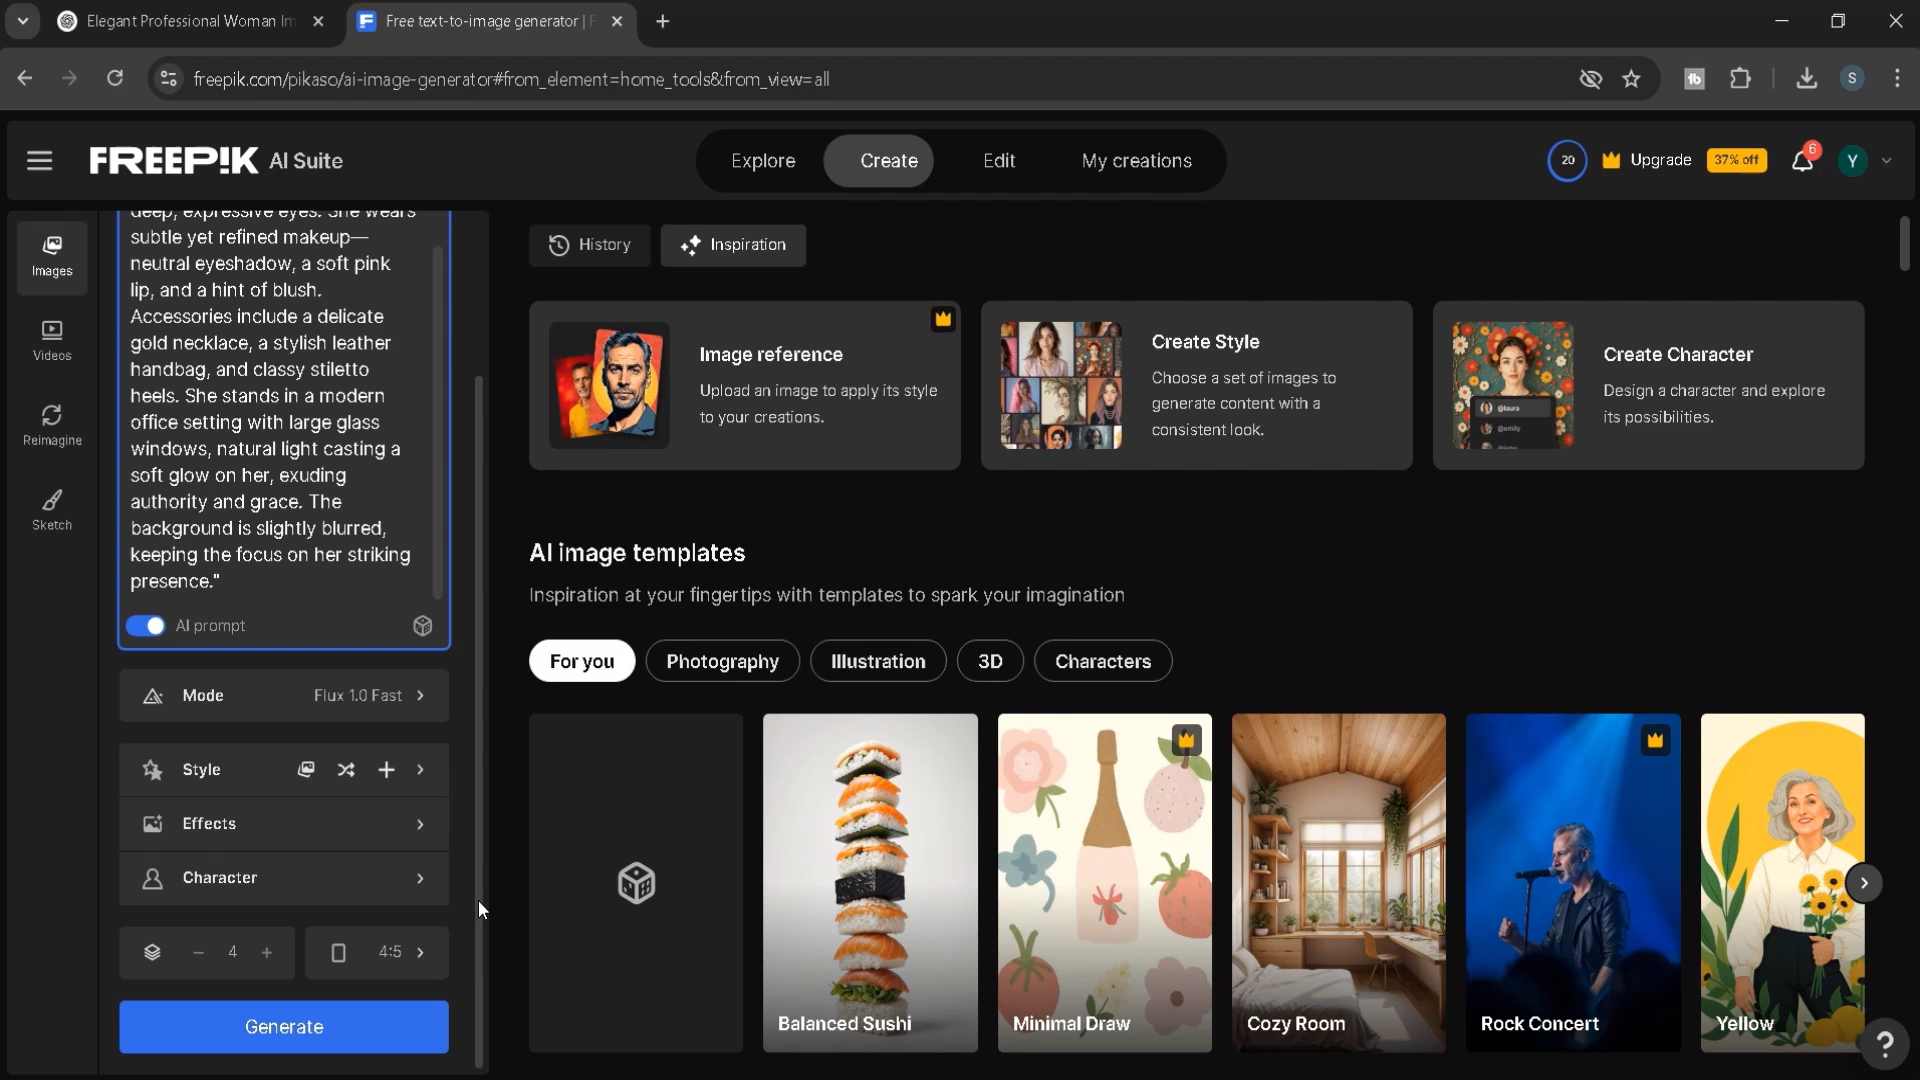 Elegant Professional Woman Im
Free text-to-image generator | F
freepik.com/pikaso/ai-image-generator#from_element=home_tools&from_view=all
tb
S
FREEP!K AI Suite
Explore
Create
Edit
My creations
20
Upgrade
37% off
6
Y
Images
Videos
Reimagine
Sketch
deep, expressive eyes. She wears
subtle yet refined makeup—
neutral eyeshadow, a soft pink
lip, and a hint of blush.
Accessories include a delicate
gold necklace, a stylish leather
handbag, and classy stiletto
heels. She stands in a modern
office setting with large glass
windows, natural light casting a
soft glow on her, exuding
authority and grace. The
background is slightly blurred,
keeping the focus on her striking
presence."
AI prompt
Mode Flux 1.0 Fast
Style
Effects
Character
4
4:5
Generate
History
Inspiration
Image reference
Upload an image to apply its style
to your creations.
Create Style
Choose a set of images to
generate content with a
consistent look.
@laura
@emily
Create Character
Design a character and explore
its possibilities.
AI image templates
Inspiration at your fingertips with templates to spark your imagination
For you
Photography
Illustration
3D
Characters
Balanced Sushi
Minimal Draw
Cozy Room
Rock Concert
Yellow
?